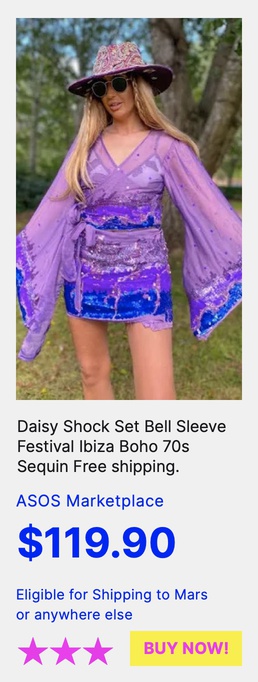 Daisy Shock Set Bell Sleeve
Festival Ibiza Boho 70s
Sequin Free shipping.
ASOS Marketplace
$119.90
Eligible for Shipping to Mars
or anywhere else
BUY NOW!